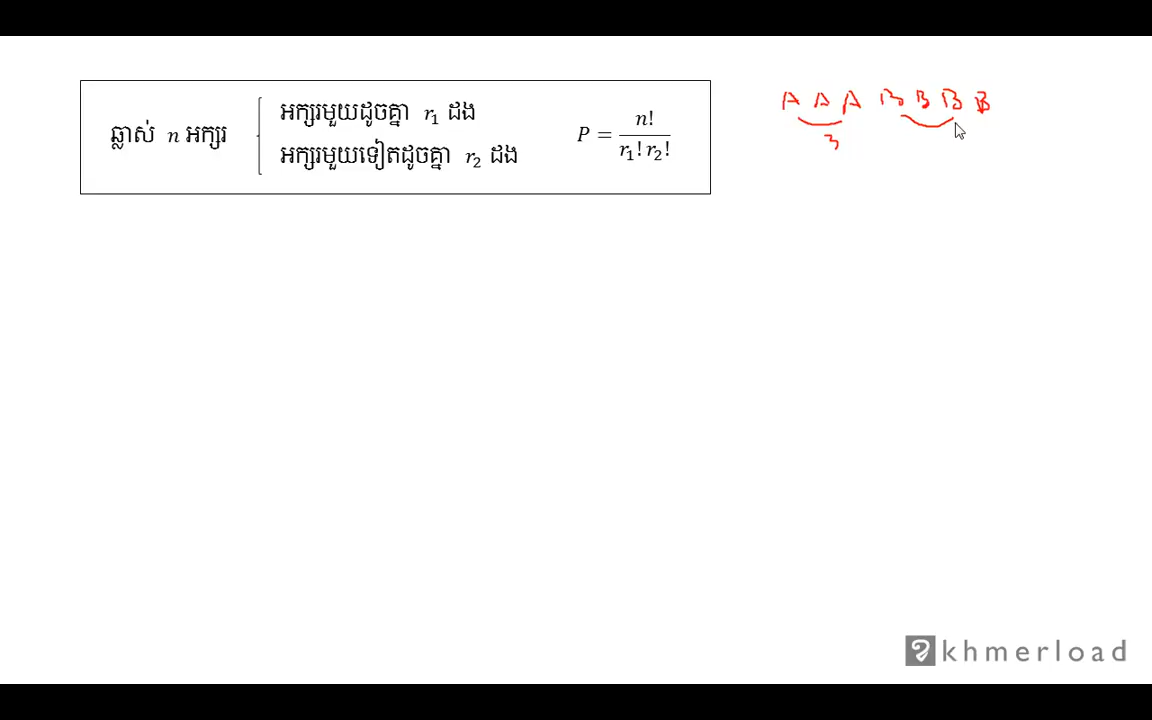 ឆ្លាស់ n អក្សរ
អក្សរមួយដូចគ្នា r₁ ដង
អក្សរមួយទៀតដូចគ្នា r₂ ដង
P = n! / r₁! r₂!
A A A B B B B
3
khmerload